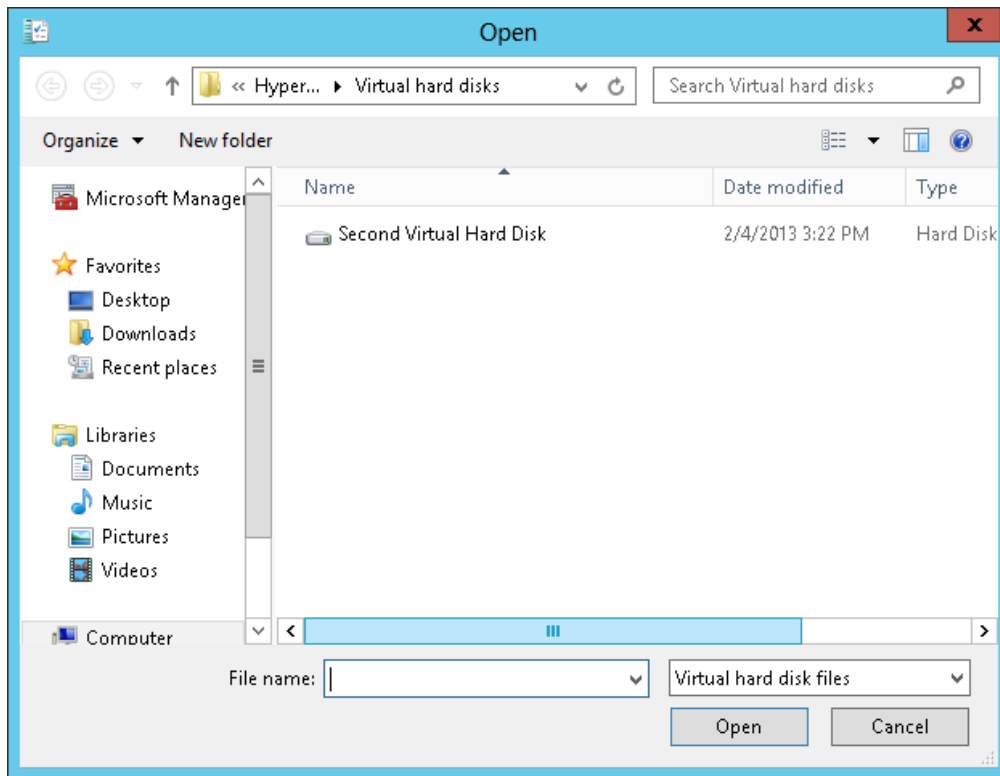 Open
« Hyper... Virtual hard disks
Search Virtual hard disks
Organize
New folder
Microsoft Manager
Name
Date modified
Type
Second Virtual Hard Disk
2/4/2013 3:22 PM
Hard Disk
Favorites
Desktop
Downloads
Recent places
Libraries
Documents
Music
Pictures
Videos
Computer
File name:
Virtual hard disk files
Open
Cancel